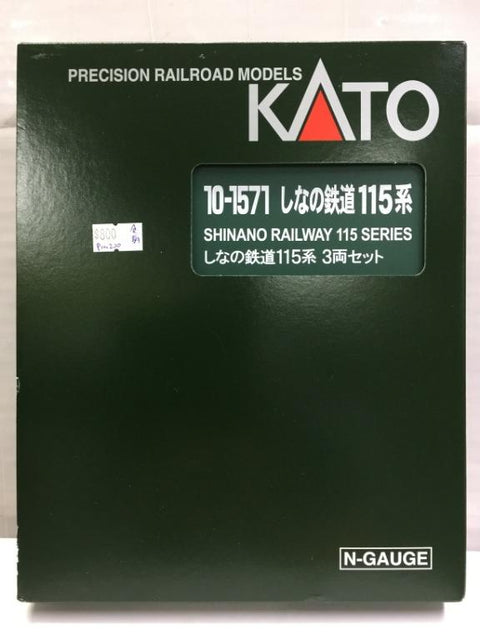 PRECISION RAILROAD MODELS
KATO
10-1571 しなの鉄道115系
SHINANO RAILWAY 115 SERIES
しなの鉄道115系 3両セット
N-GAUGE